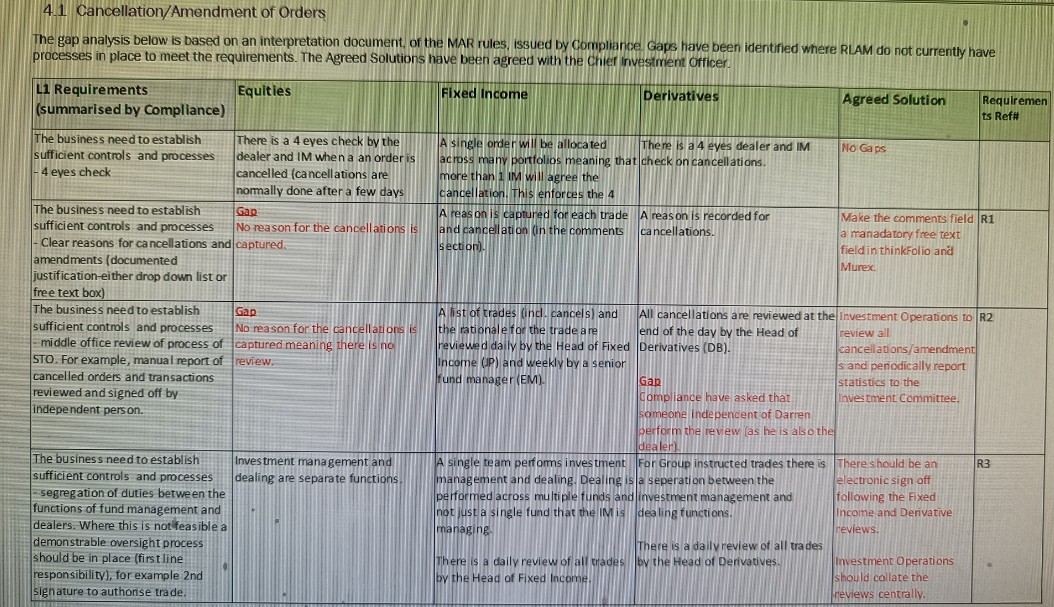 4.1 Cancellation/Amendment of Orders
The gap analysis below is based on an interpretation document, of the MAR rules, issued by Compliance. Gaps have been identified where RLAM do not currently have
processes in place to meet the requirements. The Agreed Solutions have been agreed with the Chief Investment Officer.
L1 Requirements
(summarised by Compliance)
Equities
Fixed Income
Derivatives
Agreed Solution
Requiremen
ts Ref#
The business need to establish
sufficient controls and processes
- 4 eyes check
There is a 4 eyes check by the
dealer and IM when a an order is
cancelled (cancellations are
normally done after a few days
A single order will be allocated
across many portfolios meaning that
more than 1 IM will agree the
cancellation. This enforces the 4
There is a 4 eyes dealer and IM
check on cancellations.
No Gaps
The business need to establish
sufficient controls and processes
- Clear reasons for cancellations and
amendments (documented
justification-either drop down list or
free text box)
Gap
No reason for the cancellations is
captured.
A reason is captured for each trade
and cancellation (in the comments
section).
A reason is recorded for
cancellations.
Make the comments field
a manadatory free text
field in thinkFolio and
Murex.
R1
The business need to establish
sufficient controls and processes
- middle office review of process of
STO. For example, manual report of
cancelled orders and transactions
reviewed and signed off by
independent person.
Gap
No reason for the cancellations is
captured meaning there is no
review.
A list of trades (incl. cancels) and
the rationale for the trade are
reviewed daily by the Head of Fixed
Income (JP) and weekly by a senior
fund manager (EM).
All cancellations are reviewed at the
end of the day by the Head of
Derivatives (DB).
Gap
Compliance have asked that
someone independent of Darren
perform the review (as he is also the
dealer).
Investment Operations to
review all
cancellations/amendment
s and periodically report
statistics to the
Investment Committee.
R2
The business need to establish
sufficient controls and processes
- segregation of duties between the
functions of fund management and
dealers. Where this is not feasible a
demonstrable oversight process
should be in place (first line
responsibility), for example 2nd
signature to authorise trade.
Investment management and
dealing are separate functions.
A single team performs investment
management and dealing. Dealing is
performed across multiple funds and
not just a single fund that the IM is
managing.
There is a daily review of all trades
by the Head of Fixed Income.
For Group instructed trades there is
a seperation between the
investment management and
dealing functions.
There is a daily review of all trades
by the Head of Derivatives.
There should be an
electronic sign off
following the Fixed
Income and Derivative
reviews.
Investment Operations
should collate the
reviews centrally.
R3